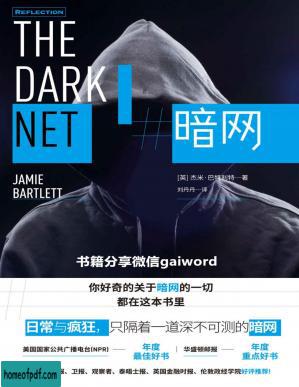 REFLECTION
THE
DARK
NET
#暗网
JAMIE
BARTLETT
[英] 杰米·巴特利特一著
刘丹丹一译
书籍分享微信gaiword
你好奇的关于暗网的一切
都在这本书里
日常与疯狂，只隔着一道深不可测的暗网
美国国家公共广播电台(NPR)
年度
最佳好书
华盛顿邮报
年度
重点好书
报、卫报、观察者、泰晤士报、英国金融时报、伦敦政经学院好评推荐!
homeofpdf.com